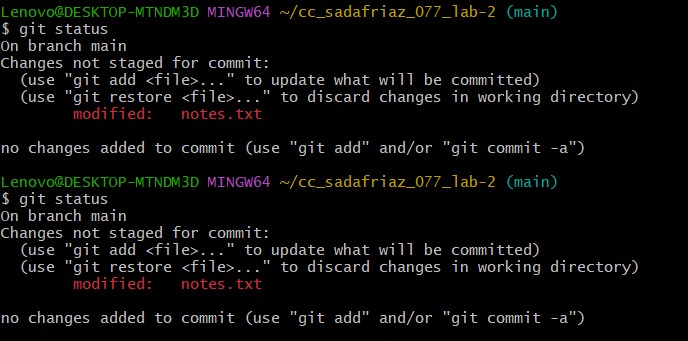 Lenovo@DESKTOP-MTNDM3D MINGW64 ~/cc_sadafriaz_077_lab-2 (main)
$ git status
On branch main
Changes not staged for commit:
  (use "git add <file>..." to update what will be committed)
  (use "git restore <file>..." to discard changes in working directory)
        modified:   notes.txt

no changes added to commit (use "git add" and/or "git commit -a")

Lenovo@DESKTOP-MTNDM3D MINGW64 ~/cc_sadafriaz_077_lab-2 (main)
$ git status
On branch main
Changes not staged for commit:
  (use "git add <file>..." to update what will be committed)
  (use "git restore <file>..." to discard changes in working directory)
        modified:   notes.txt

no changes added to commit (use "git add" and/or "git commit -a")